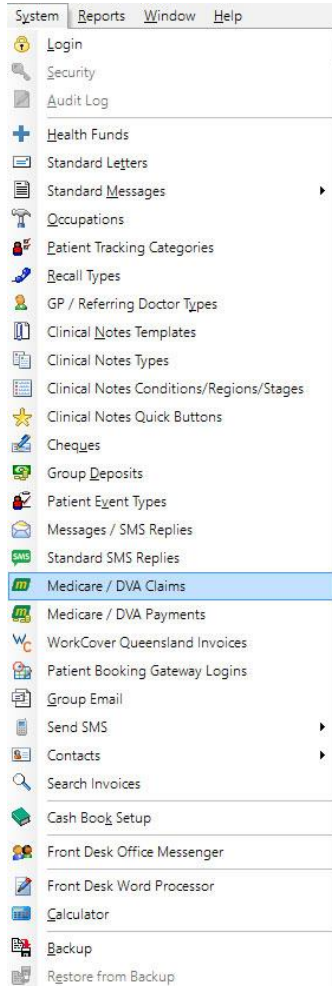 System Reports Window Help
Login
Security
Audit Log
Health Funds
Standard Letters
Standard Messages
Occupations
Patient Tracking Categories
Recall Types
GP / Referring Doctor Types
Clinical Notes Templates
Clinical Notes Types
Clinical Notes Conditions/Regions/Stages
Clinical Notes Quick Buttons
Cheques
Group Deposits
Patient Event Types
Messages / SMS Replies
SMS Standard SMS Replies
m Medicare / DVA Claims
m Medicare / DVA Payments
WC WorkCover Queensland Invoices
Patient Booking Gateway Logins
Group Email
Send SMS
Contacts
Search Invoices
Cash Book Setup
Front Desk Office Messenger
Front Desk Word Processor
Calculator
Backup
Restore from Backup